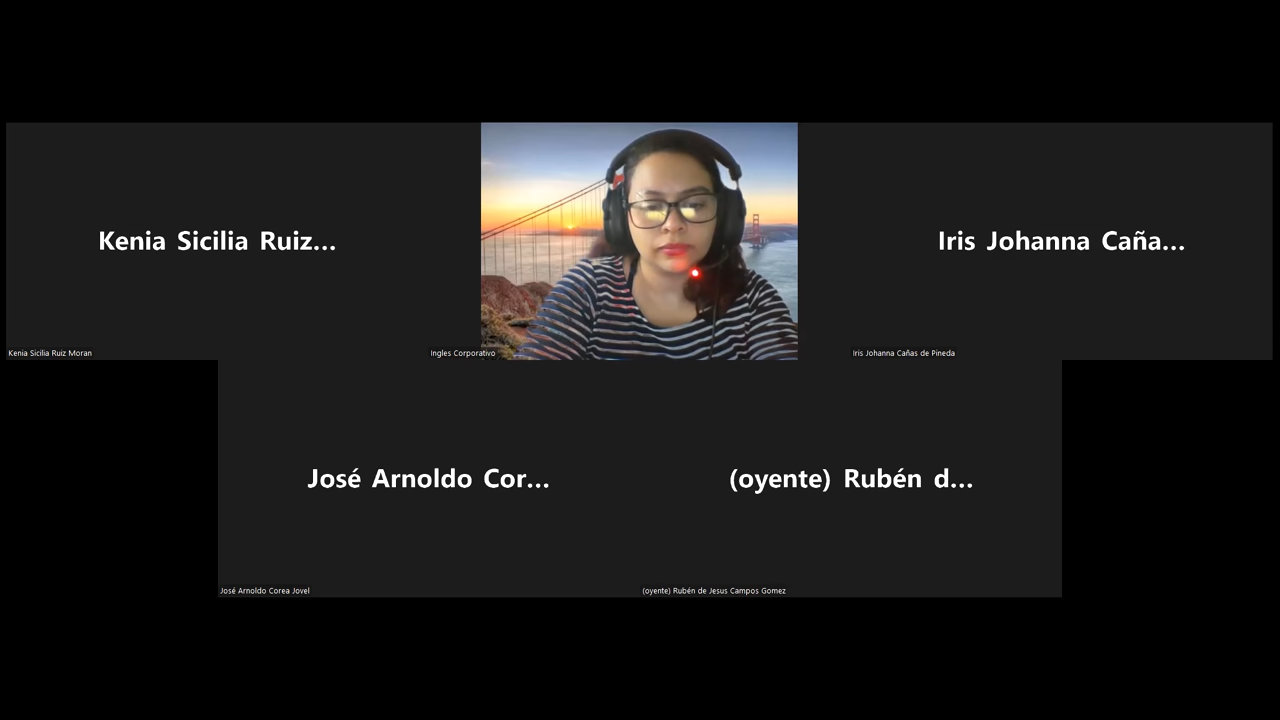 Kenia Sicilia Ruiz...
Iris Johanna Caña...
Kenia Sicilia Ruiz Moran
Ingles Corporativo
Iris Johanna Cañas de Pineda
José Arnoldo Cor...
(oyente) Rubén d...
José Arnoldo Corea Jovel
(oyente) Rubén de Jesus Campos Gomez